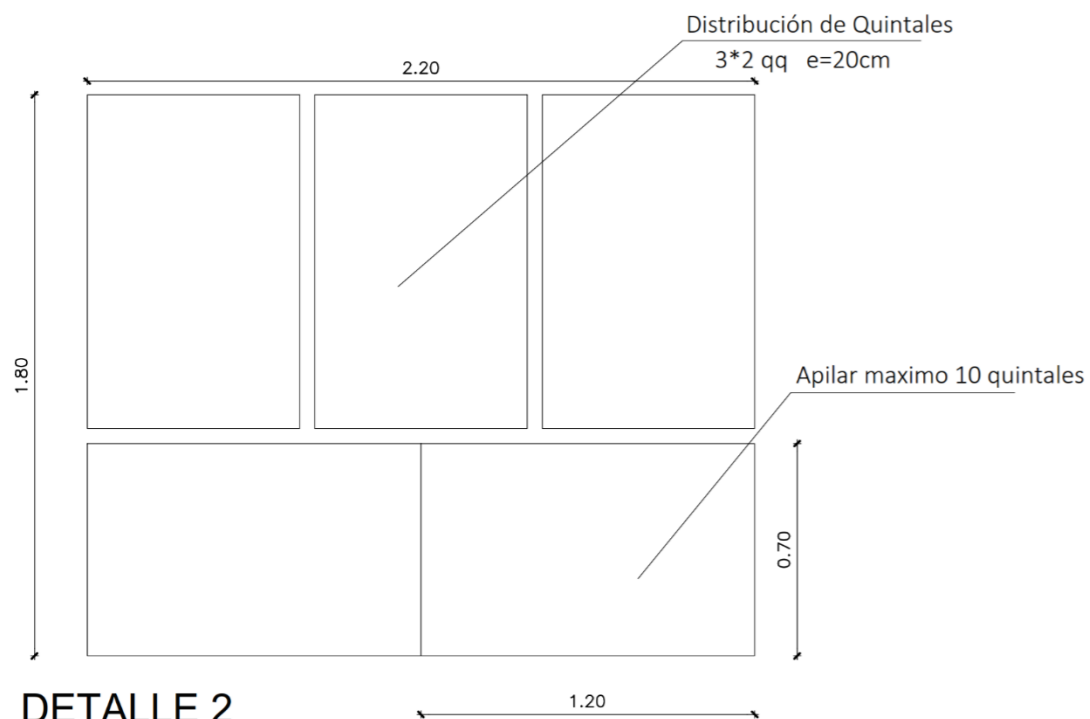 Distribución de Quintales
3*2 qq e=20cm
2.20
1.80
Apilar maximo 10 quintales
0.70
DETALLE 2
1.20